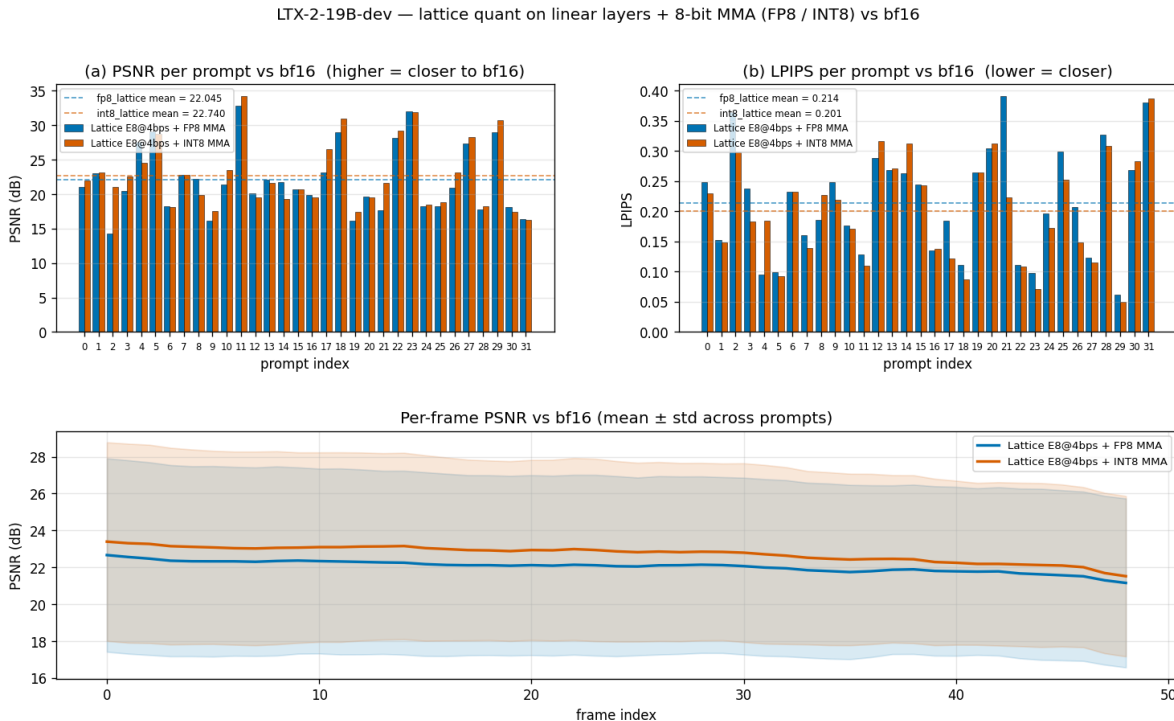 LTX-2-19B-dev — lattice quant on linear layers + 8-bit MMA (FP8 / INT8) vs bf16
(a) PSNR per prompt vs bf16  (higher = closer to bf16)
fp8_lattice mean = 22.045
int8_lattice mean = 22.740
Lattice E8@4bps + FP8 MMA
Lattice E8@4bps + INT8 MMA
PSNR (dB)
35
30
25
20
15
10
5
0
0 1 2 3 4 5 6 7 8 9 10 11 12 13 14 15 16 17 18 19 20 21 22 23 24 25 26 27 28 29 30 31
prompt index
(b) LPIPS per prompt vs bf16  (lower = closer)
fp8_lattice mean = 0.214
int8_lattice mean = 0.201
Lattice E8@4bps + FP8 MMA
Lattice E8@4bps + INT8 MMA
LPIPS
0.40
0.35
0.30
0.25
0.20
0.15
0.10
0.05
0.00
0 1 2 3 4 5 6 7 8 9 10 11 12 13 14 15 16 17 18 19 20 21 22 23 24 25 26 27 28 29 30 31
prompt index
Per-frame PSNR vs bf16 (mean ± std across prompts)
Lattice E8@4bps + FP8 MMA
Lattice E8@4bps + INT8 MMA
PSNR (dB)
28
26
24
22
20
18
16
0 10 20 30 40 50
frame index